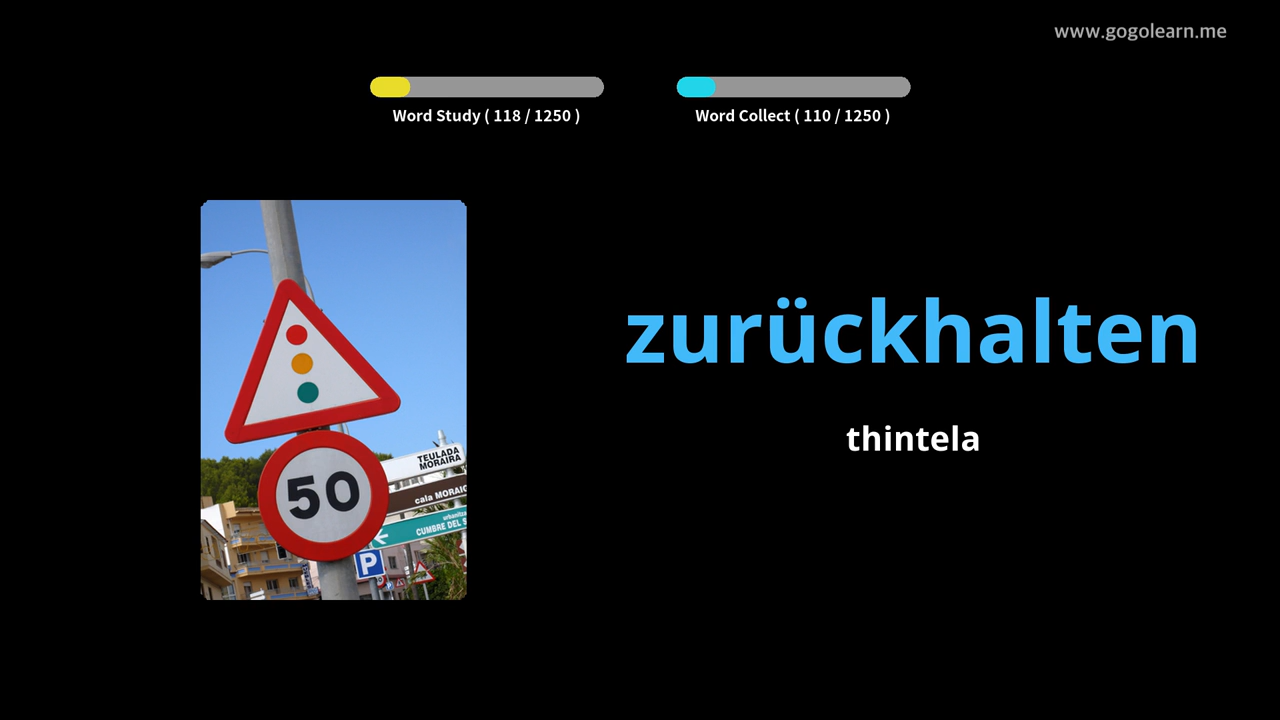 www.gogolearn.me
Word Study ( 118 / 1250 )
Word Collect ( 110 / 1250 )
zurückhalten
thintela
TEULADA
MORAIRA
cala MORAIG
CUMBRE DEL S
50
P